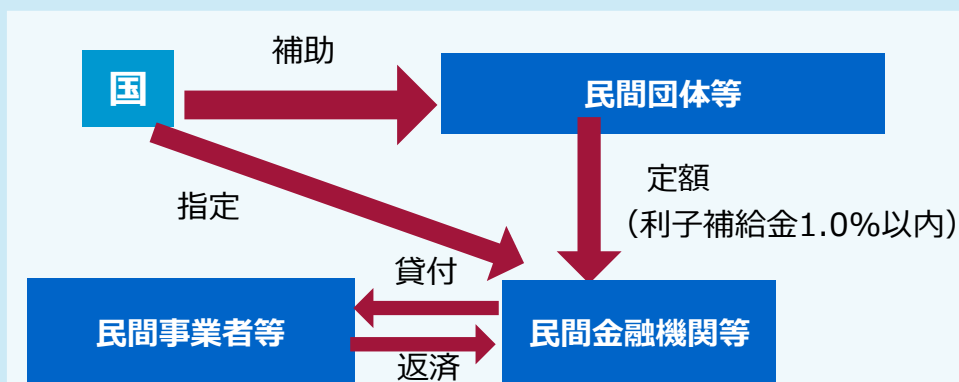 補助
国
民間団体等
指定
定額
（利子補給金1.0%以内）
貸付
民間事業者等
民間金融機関等
返済